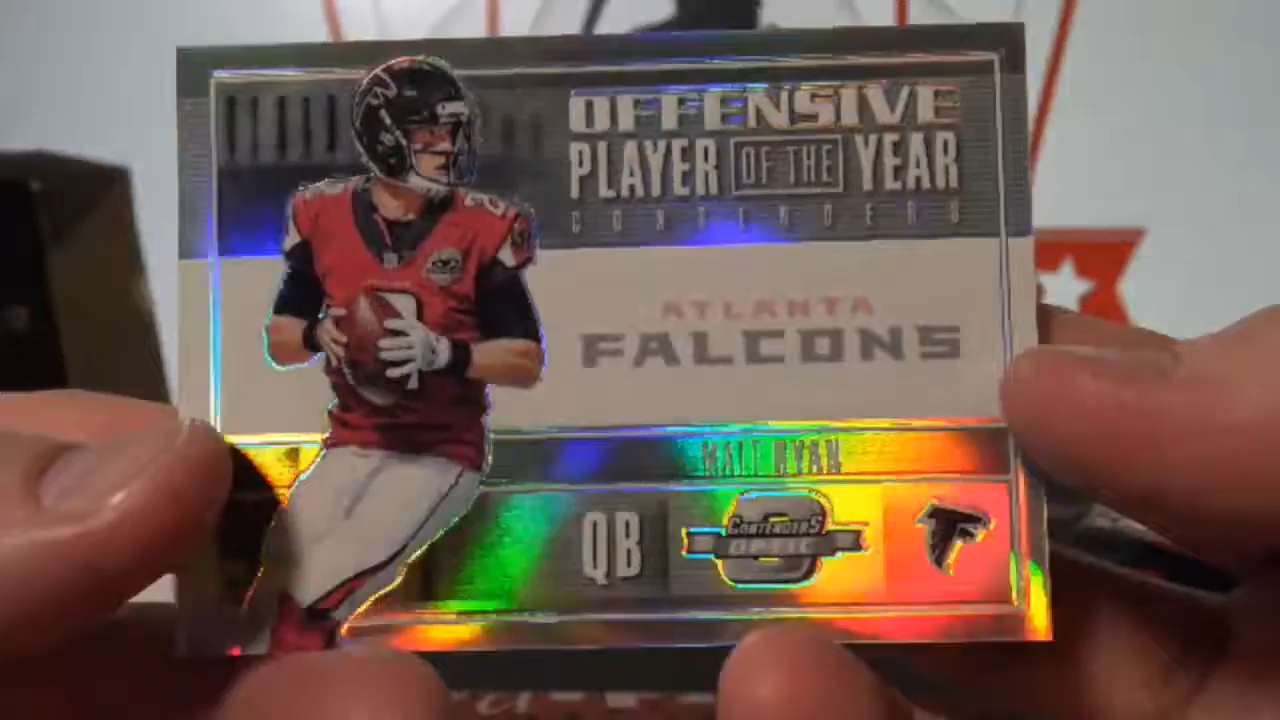 OFFENSIVE
PLAYER OF THE YEAR
CONTENDERS
ATLANTA
FALCONS
MATT RYAN
QB
CONTENDERS
OPTIC